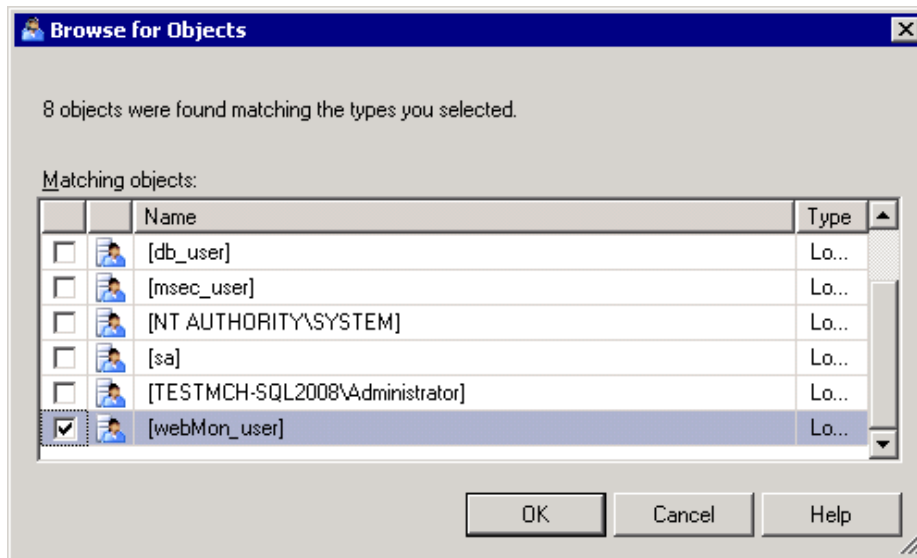 Browse for Objects
8 objects were found matching the types you selected.
Matching objects:
Name Type
[db_user] Lo...
[msec_user] Lo...
[NT AUTHORITY\SYSTEM] Lo...
[sa] Lo...
[TESTMCH-SQL2008\Administrator] Lo...
[webMon_user] Lo...
OK Cancel Help